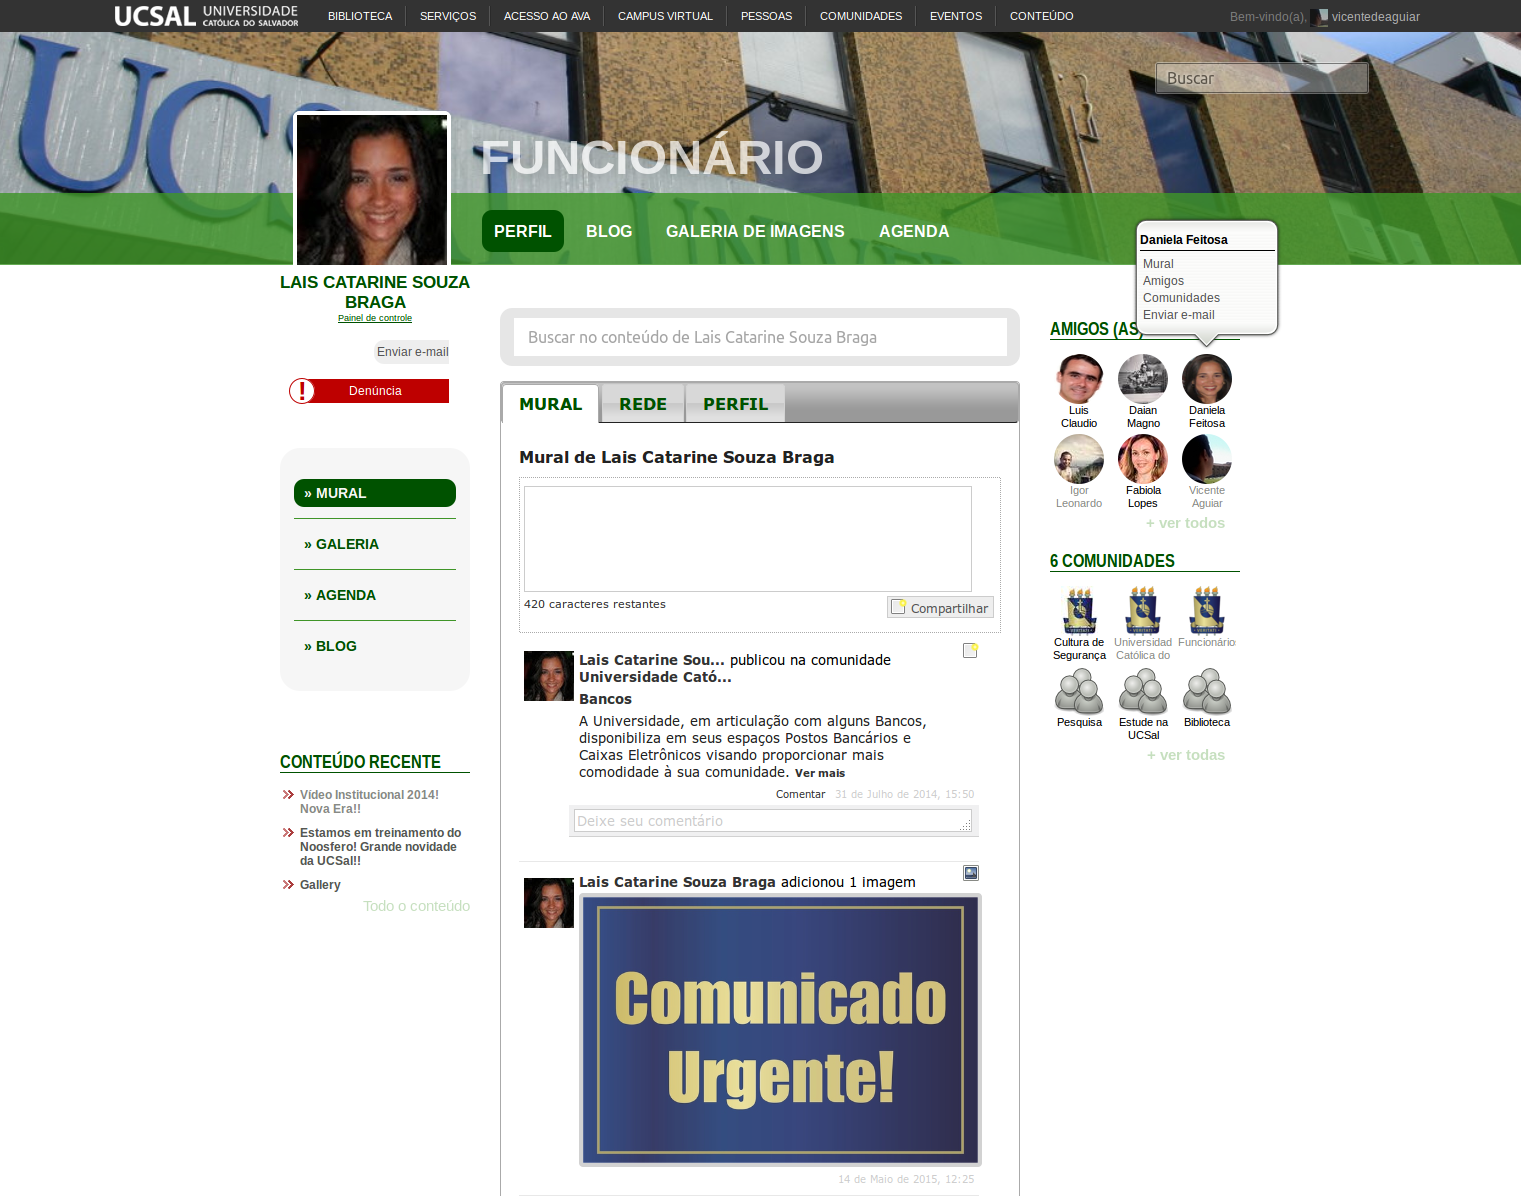 UCSAL UNIVERSIDADE CATÓLICA DO SALVADOR
BIBLIOTECA SERVIÇOS ACESSO AO AVA CAMPUS VIRTUAL PESSOAS COMUNIDADES EVENTOS CONTEÚDO
Bem-vindo(a), vicentedeaguiar
Buscar
UCSAL UNIVER
FUNCIONÁRIO
PERFIL BLOG GALERIA DE IMAGENS AGENDA
LAIS CATARINE SOUZA
BRAGA
Painel de controle
Enviar e-mail
! Denúncia
» MURAL
» GALERIA
» AGENDA
» BLOG
CONTEÚDO RECENTE
Vídeo Institucional 2014!
Nova Era!!
Estamos em treinamento do
Noosfero! Grande novidade
da UCSal!!
Gallery
Todo o conteúdo
Buscar no conteúdo de Lais Catarine Souza Braga
MURAL REDE PERFIL
Mural de Lais Catarine Souza Braga
420 caracteres restantes
Compartilhar
Lais Catarine Sou... publicou na comunidade
Universidade Cató...
Bancos
A Universidade, em articulação com alguns Bancos,
disponibiliza em seus espaços Postos Bancários e
Caixas Eletrônicos visando proporcionar mais
comodidade à sua comunidade. Ver mais
Comentar 31 de Julho de 2014, 15:50
Deixe seu comentário
Lais Catarine Souza Braga adicionou 1 imagem
Comunicado
Urgente!
14 de Maio de 2015, 12:25
Daniela Feitosa
Mural
Amigos
Comunidades
Enviar e-mail
AMIGOS (AS)
Luis
Claudio
Daian
Magno
Daniela
Feitosa
Igor
Leonardo
Fabiola
Lopes
Vicente
Aguiar
+ ver todos
6 COMUNIDADES
Cultura de
Segurança
Universidad
Católica do
Funcionários
Pesquisa
Estude na
UCSal
Biblioteca
+ ver todas